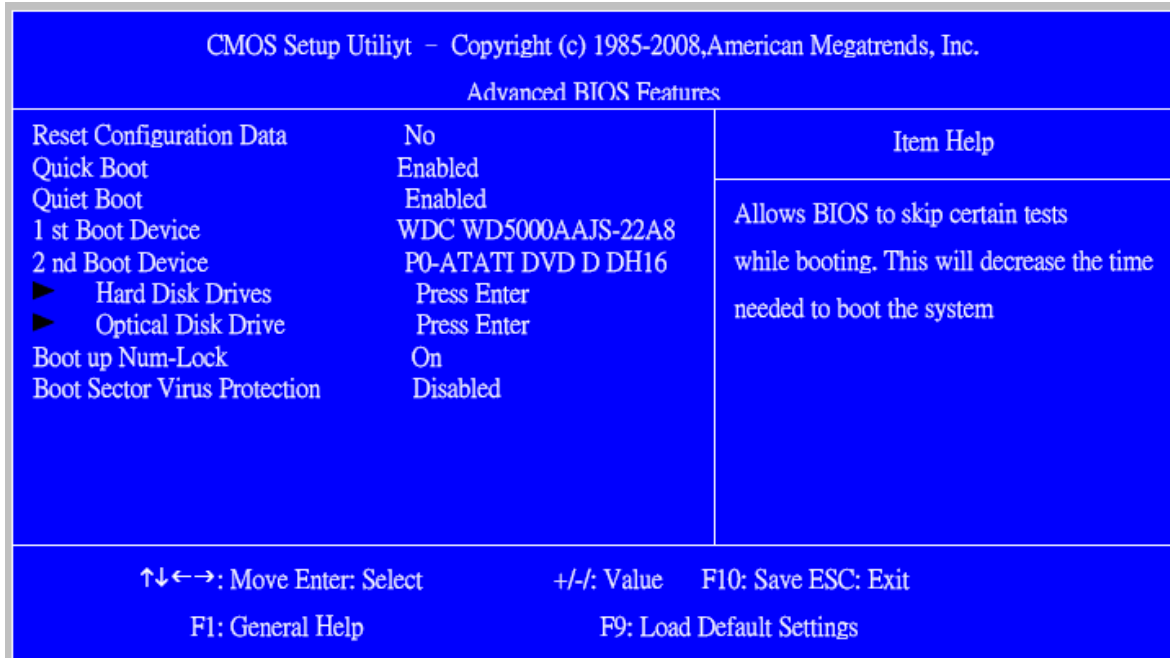 CMOS Setup Utiliyt – Copyright (c) 1985-2008,American Megatrends, Inc.
Advanced BIOS Features
Reset Configuration Data No
Quick Boot Enabled
Quiet Boot Enabled
1 st Boot Device WDC WD5000AAJS-22A8
2 nd Boot Device P0-ATATI DVD D DH16
► Hard Disk Drives Press Enter
► Optical Disk Drive Press Enter
Boot up Num-Lock On
Boot Sector Virus Protection Disabled
Item Help
Allows BIOS to skip certain tests
while booting. This will decrease the time
needed to boot the system
↑↓←→: Move Enter: Select +/-/: Value F10: Save ESC: Exit
F1: General Help F9: Load Default Settings